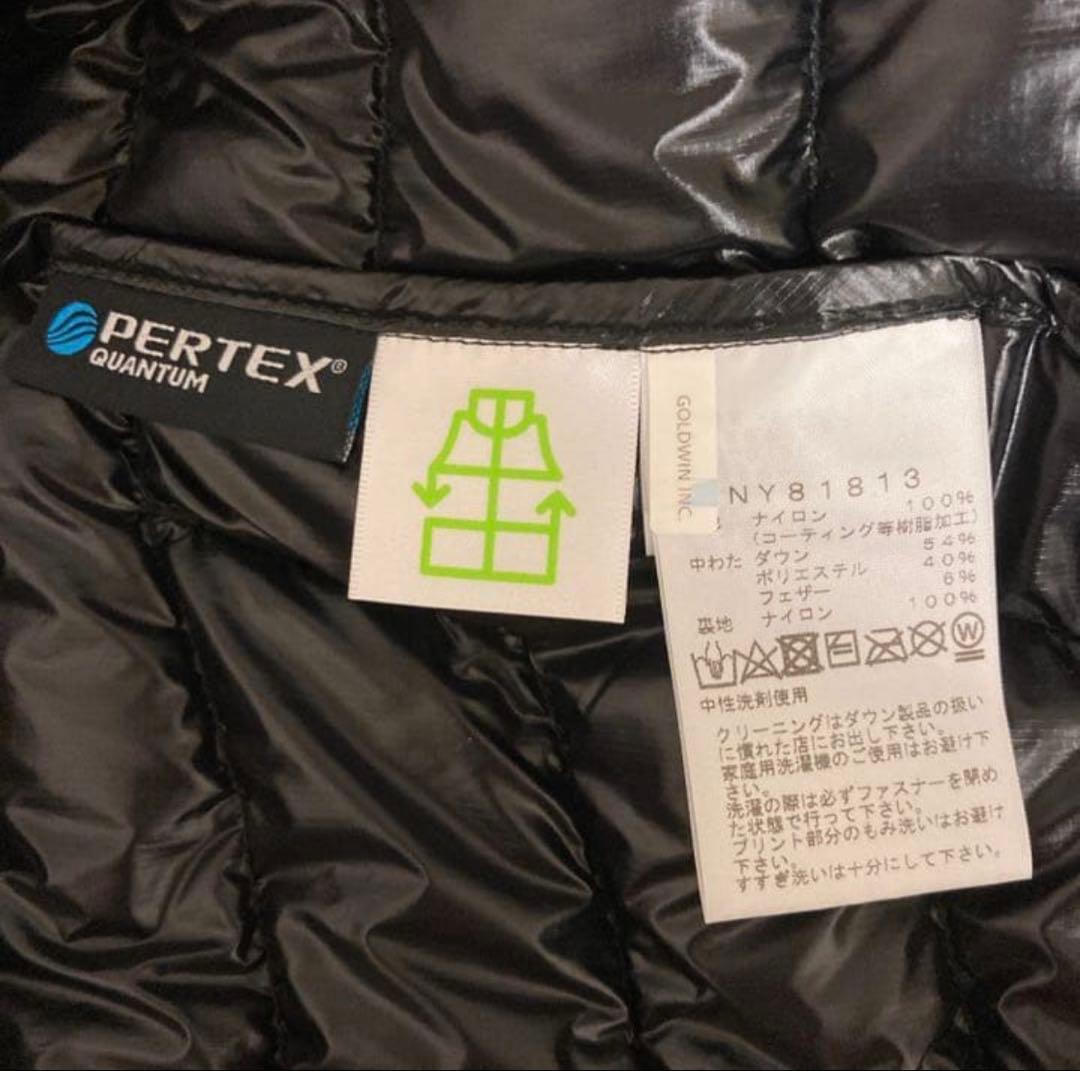 PERTEX®
QUANTUM
GOLDWIN INC.
NY81813
ナイロン 100%
(コーティング等樹脂加工)
中わた ダウン 54%
ポリエステル 40%
フェザー 6%
裏地 ナイロン 100%
W
中性洗剤使用
クリーニングはダウン製品の扱い
に慣れた店にお出し下さい。
家庭用洗濯機のご使用はお避け下
さい。
洗濯の際は必ずファスナーを閉め
た状態で行って下さい。
プリント部分のもみ洗いはお避け
下さい。
すすぎ洗いは十分にして下さい。